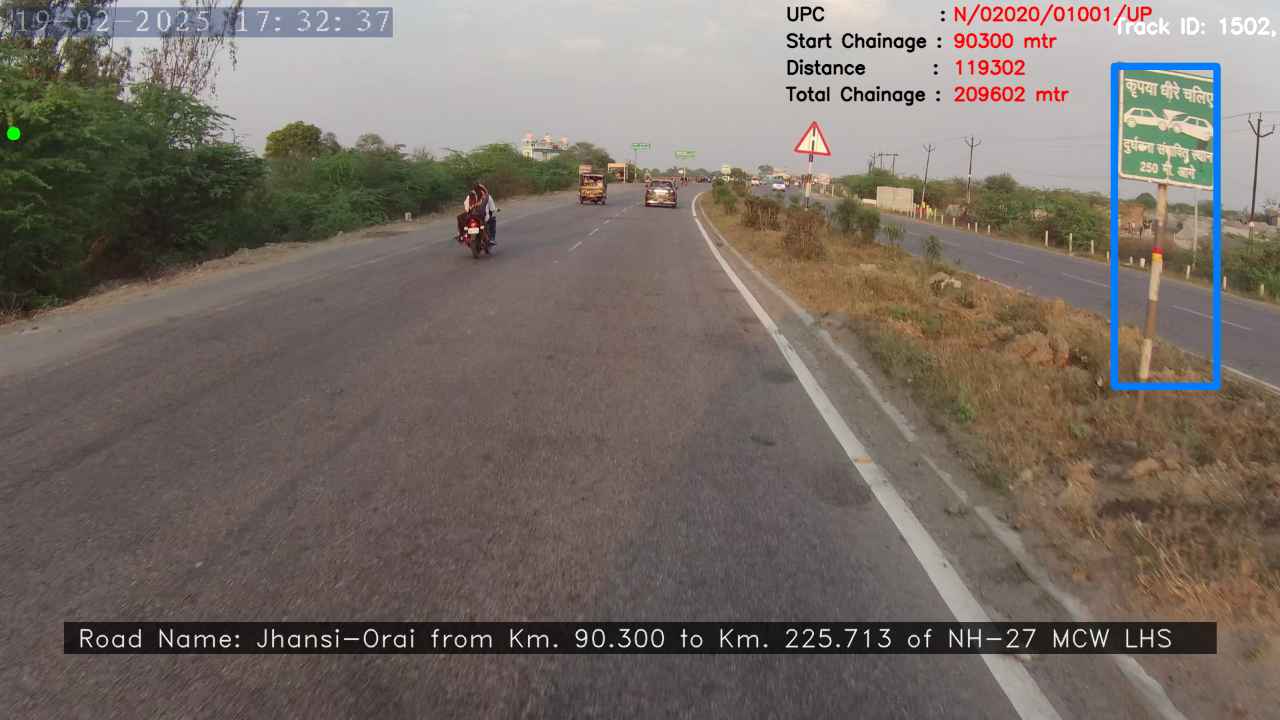 19-02-2025 17:32:37
UPC : N/02020/01001/UP
Track ID: 1502,
Start Chainage : 90300 mtr
Distance : 119302
Total Chainage : 209602 mtr
कृपया धीरे चलिए
दुर्घटना संभावित स्थान
250 मी. आगे
Road Name: Jhansi-Orai from Km. 90.300 to Km. 225.713 of NH-27 MCW LHS